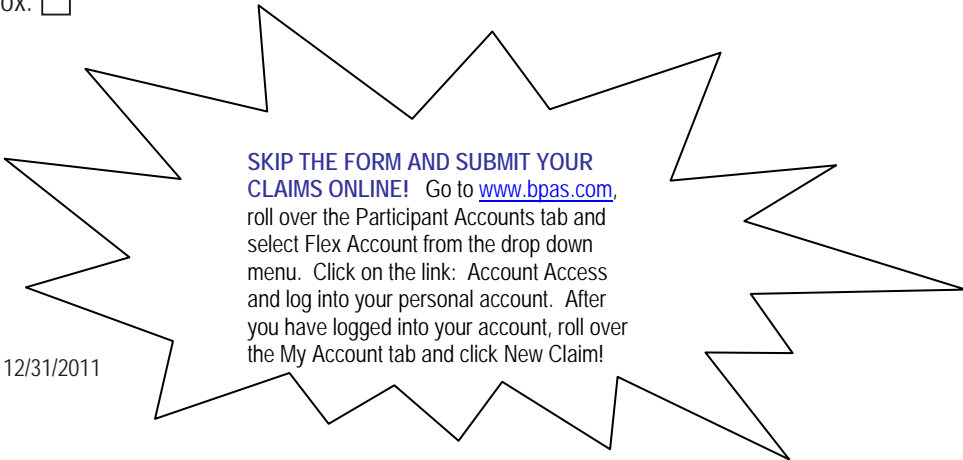 ox: ☐
SKIP THE FORM AND SUBMIT YOUR
CLAIMS ONLINE! Go to www.bpas.com,
roll over the Participant Accounts tab and
select Flex Account from the drop down
menu. Click on the link: Account Access
and log into your personal account. After
you have logged into your account, roll over
the My Account tab and click New Claim!
12/31/2011